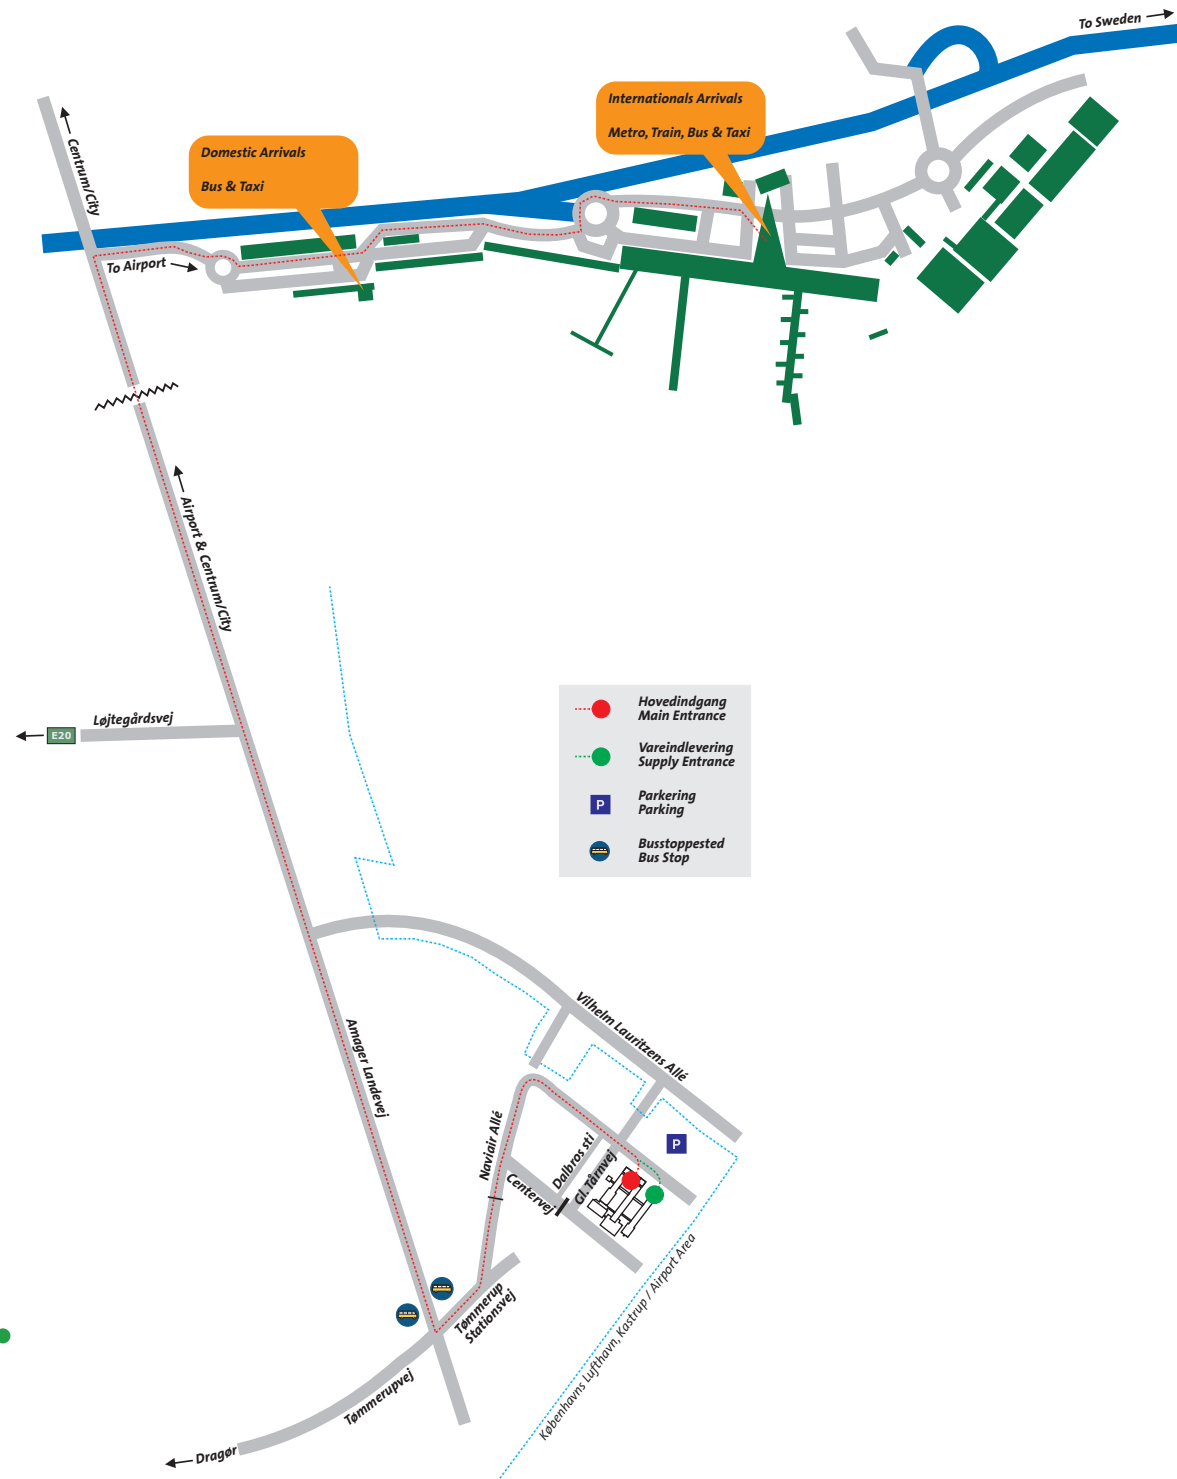 To Sweden
Internationals Arrivals
Metro, Train, Bus & Taxi
Domestic Arrivals
Bus & Taxi
Centrum/City
To Airport
Airport & Centrum/City
Løjtegårdsvej
E20
Hovedindgang
Main Entrance
Vareindlevering
Supply Entrance
P
Parkering
Parking
Busstoppested
Bus Stop
Vilhelm Lauritzens Allé
Amager Landevej
Naviair Allé
Dalbros sti
Gl. Tårnvej
P
Centervej
Københavns Lufthavn, Kastrup / Airport Area
Tømmerup
Stationsvej
Tømmerupvej
Dragør